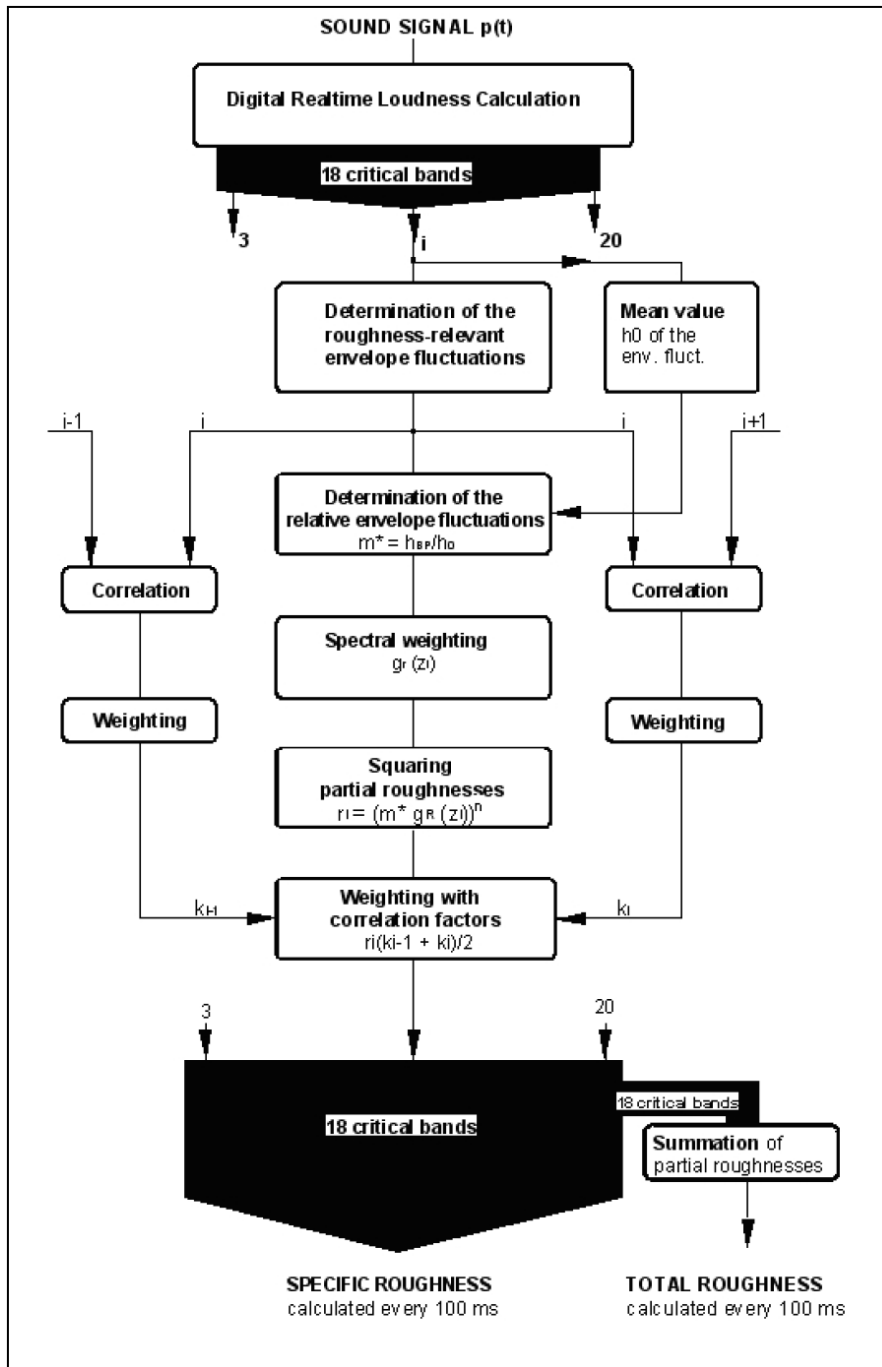 SOUND SIGNAL p(t)
Digital Realtime Loudness Calculation
18 critical bands
3
i
20
Determination of the
roughness-relevant
envelope fluctuations
Mean value
h0 of the
env. fluct.
i-1
i
i
i+1
Determination of the
relative envelope fluctuations
m* = hBP/h0
Correlation
Correlation
Spectral weighting
gr (zI)
Weighting
Weighting
Squaring
partial roughnesses
rI = (m* gR (zI))^n
ki-1
Weighting with
correlation factors
ri(ki-1 + ki)/2
kI
3
20
18 critical bands
18 critical bands
Summation of
partial roughnesses
SPECIFIC ROUGHNESS
calculated every 100 ms
TOTAL ROUGHNESS
calculated every 100 ms